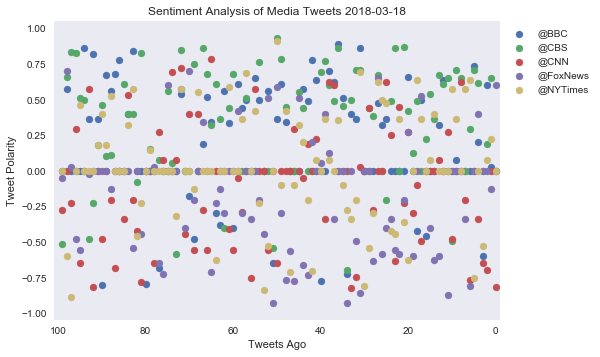 Sentiment Analysis of Media Tweets 2018-03-18
1.00
0.75
0.50
0.25
0.00
−0.25
−0.50
−0.75
−1.00
Tweet Polarity
100
80
60
40
20
0
Tweets Ago
@BBC
@CBS
@CNN
@FoxNews
@NYTimes